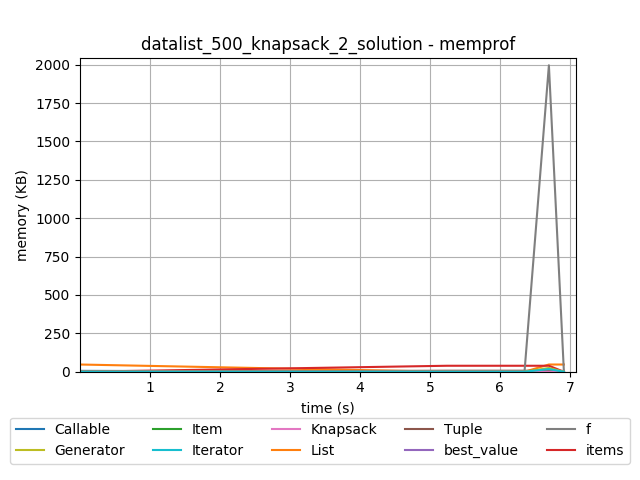 datalist_500_knapsack_2_solution - memprof
2000
1750
1500
1250
1000
750
500
250
0
memory (KB)
1 2 3 4 5 6 7
time (s)
Callable Item Knapsack Tuple f
Generator Iterator List best_value items